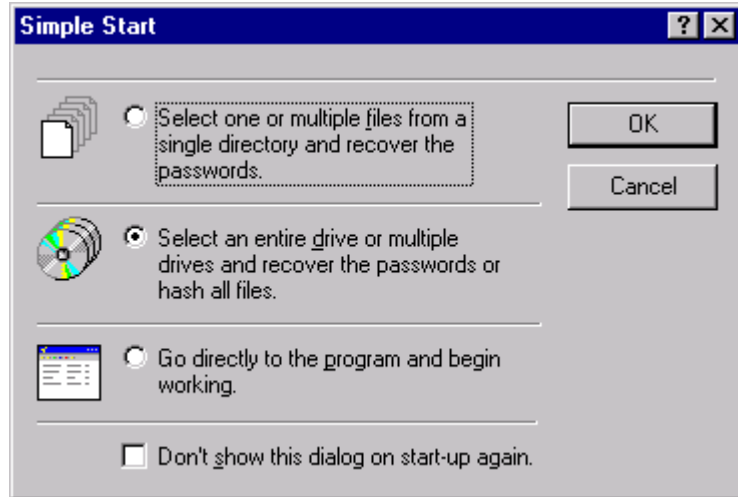 Simple Start
Select one or multiple files from a
single directory and recover the
passwords.
OK
Cancel
Select an entire drive or multiple
drives and recover the passwords or
hash all files.
Go directly to the program and begin
working.
Don't show this dialog on start-up again.